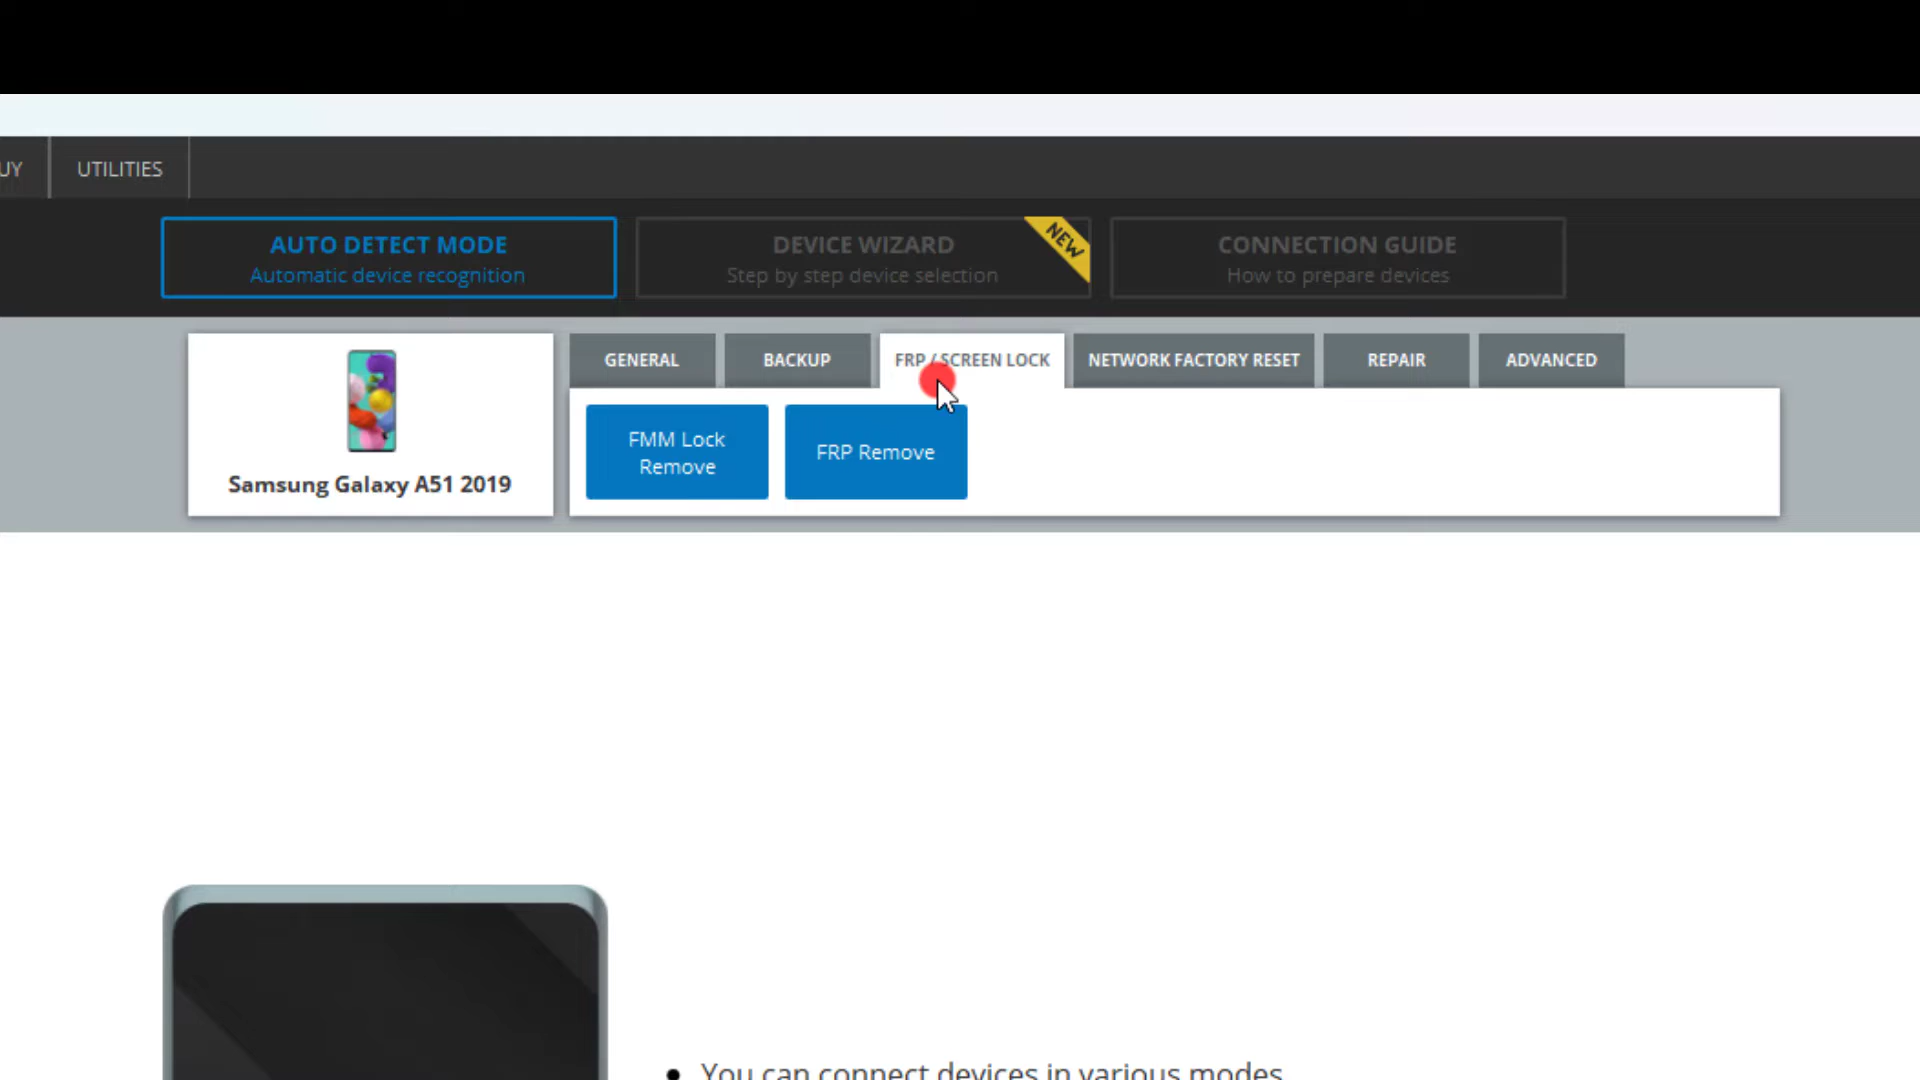 UY
UTILITIES
AUTO DETECT MODE
Automatic device recognition
DEVICE WIZARD
Step by step device selection
NEW
CONNECTION GUIDE
How to prepare devices
Samsung Galaxy A51 2019
GENERAL
BACKUP
FRP / SCREEN LOCK
NETWORK FACTORY RESET
REPAIR
ADVANCED
FMM Lock
Remove
FRP Remove
• You can connect devices in various modes